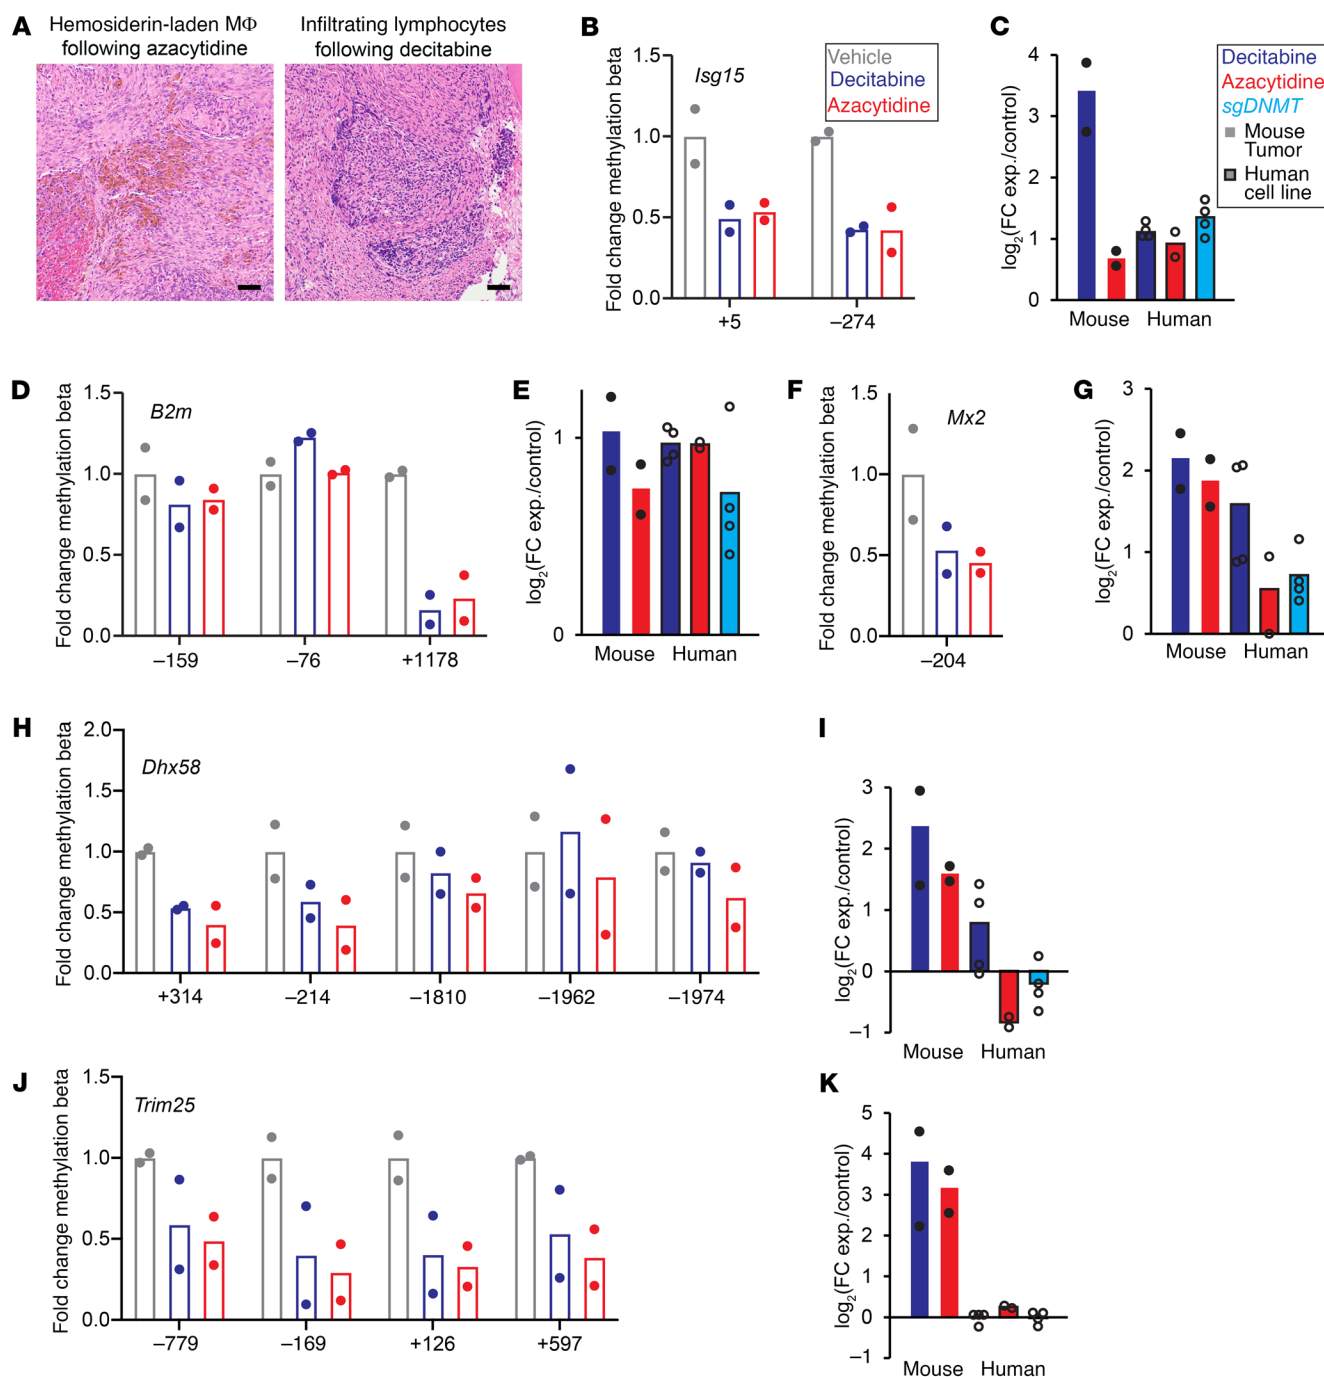 A
Hemosiderin-laden MΦ
following azacytidine
Infiltrating lymphocytes
following decitabine
B
Fold change methylation beta
1.5
1.0
0.5
0.0
Isg15
Vehicle
Decitabine
Azacytidine
+5
–274
C
log2(FC exp./control)
4
3
2
1
0
Mouse
Human
Decitabine
Azacytidine
sgDNMT
Mouse
Tumor
Human
cell line
D
Fold change methylation beta
1.5
1.0
0.5
0.0
B2m
–159
–76
+1178
E
log2(FC exp./control)
1
0
Mouse
Human
F
Fold change methylation beta
1.5
1.0
0.5
0.0
Mx2
–204
G
log2(FC exp./control)
3
2
1
0
Mouse
Human
H
Fold change methylation beta
2.0
1.5
1.0
0.5
0.0
Dhx58
+314
–214
–1810
–1962
–1974
I
log2(FC exp./control)
3
2
1
0
–1
Mouse
Human
J
Fold change methylation beta
1.5
1.0
0.5
0.0
Trim25
–779
–169
+126
+597
K
log2(FC exp./control)
5
4
3
2
1
0
–1
Mouse
Human